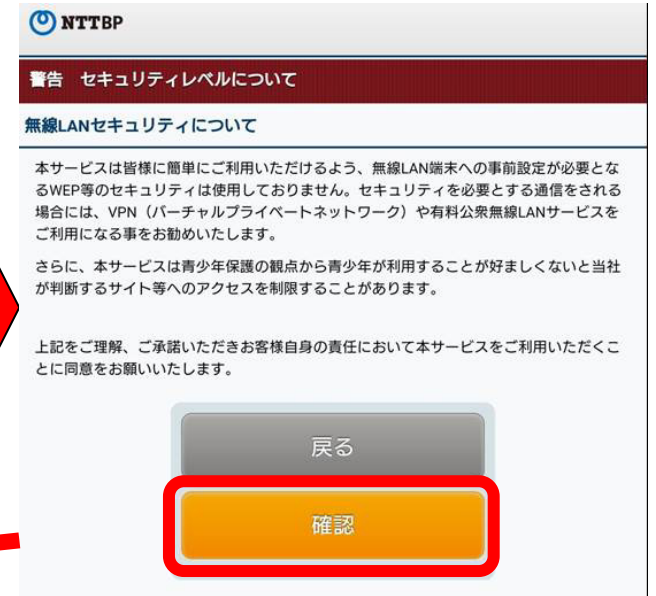 NTTBP
警告　セキュリティレベルについて
無線LANセキュリティについて
本サービスは皆様に簡単にご利用いただけるよう、無線LAN端末への事前設定が必要とな
るWEP等のセキュリティは使用しておりません。セキュリティを必要とする通信をされる
場合には、VPN（バーチャルプライベートネットワーク）や有料公衆無線LANサービスを
ご利用になる事をお勧めいたします。
さらに、本サービスは青少年保護の観点から青少年が利用することが好ましくないと当社
が判断するサイト等へのアクセスを制限することがあります。
上記をご理解、ご承諾いただきお客様自身の責任において本サービスをご利用いただくこ
とに同意をお願いいたします。
戻る
確認